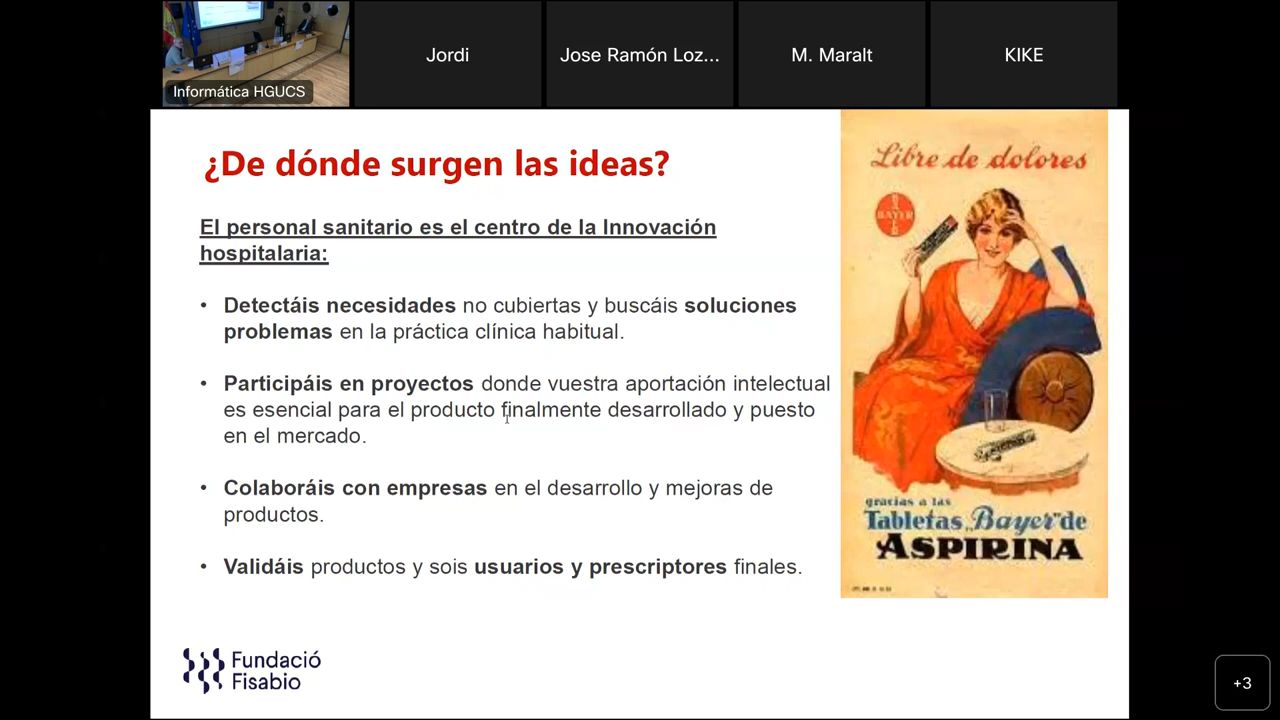 Informática HGUCS
Jordi
Jose Ramón Loz...
M. Maralt
KIKE
¿De dónde surgen las ideas?
El personal sanitario es el centro de la Innovación
hospitalaria:
• Detectáis necesidades no cubiertas y buscáis soluciones
problemas en la práctica clínica habitual.
• Participáis en proyectos donde vuestra aportación intelectual
es esencial para el producto finalmente desarrollado y puesto
en el mercado.
• Colaboráis con empresas en el desarrollo y mejoras de
productos.
• Validáis productos y sois usuarios y prescriptores finales.
Libre de dolores
BAYER
gracias a las
Tabletas „Bayer” de
ASPIRINA
Fundació
Fisabio
+3